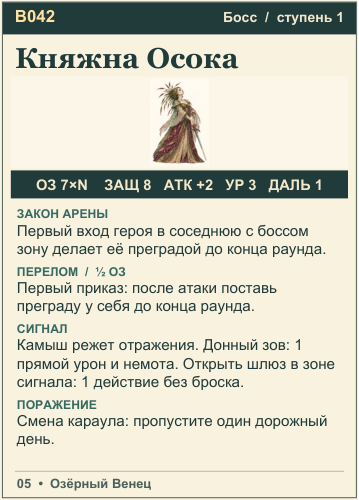 B042
Босс / ступень 1
Княжна Осока
ОЗ 7×N ЗАЩ 8 АТК +2 УР 3 ДАЛЬ 1
ЗАКОН АРЕНЫ
Первый вход героя в соседнюю с боссом
зону делает её преградой до конца раунда.
ПЕРЕЛОМ / ½ ОЗ
Первый приказ: после атаки поставь
преграду у себя до конца раунда.
СИГНАЛ
Камыш режет отражения. Донный зов: 1
прямой урон и немота. Открыть шлюз в зоне
сигнала: 1 действие без броска.
ПОРАЖЕНИЕ
Смена караула: пропустите один дорожный
день.
05 • Озёрный Венец